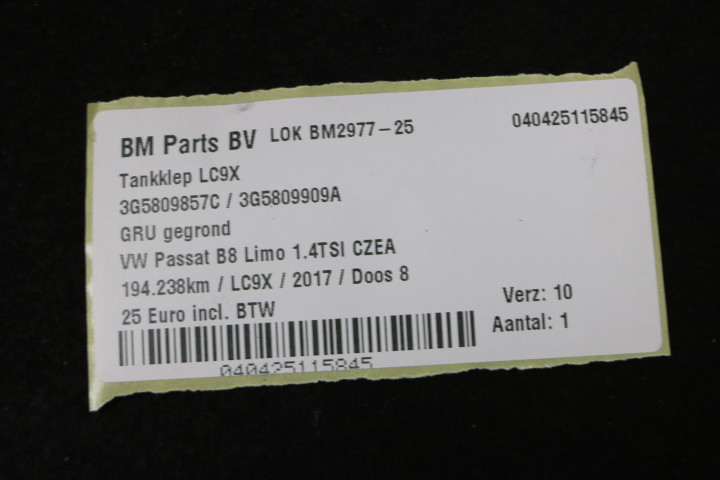 BM Parts BV LOK BM2977-25 040425115845
Tankklep LC9X
3G5809857C / 3G5809909A
GRU gegrond
VW Passat B8 Limo 1.4TSI CZEA
194.238km / LC9X / 2017 / Doos 8
25 Euro incl. BTW
Verz: 10
Aantal: 1
040425115845